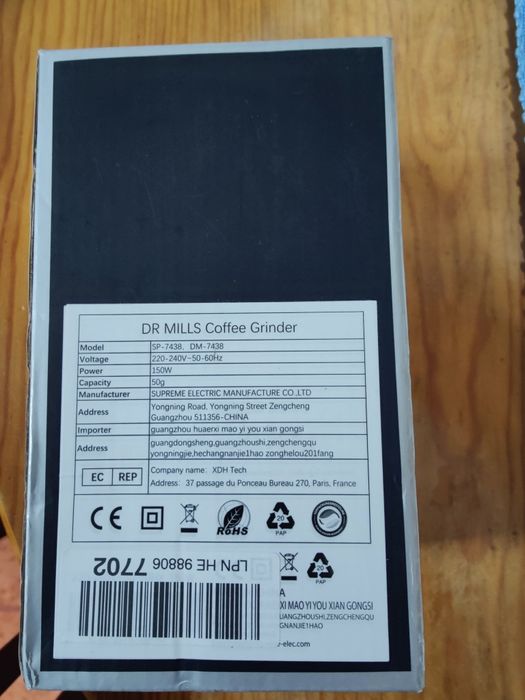 DR MILLS Coffee Grinder
Model SP-7438、DM-7438
Voltage 220-240V~50-60Hz
Power 150W
Capacity 50g
Manufacturer SUPREME ELECTRIC MANUFACTURE CO .,LTD
Address Yongning Road, Yongning Street Zengcheng
Guangzhou 511356-CHINA
Importer guangzhou huaerxi mao yi you xian gongsi
Address guangdongsheng,guangzhoushi,zengchengqu
yongningjie,hechangnanjie1hao zonghelou201fang
EC REP
Company name: XDH Tech
Address: 37 passage du Ponceau Bureau 270, Paris, France
CE
RoHS
20
PAP
LPN HE 98806 7702
20
PAP
A
XI MAO YI YOU XIAN GONGSI
UANGZHOUSHI,ZENGCHENGQU
GNANJIE1HAO
-elec.com